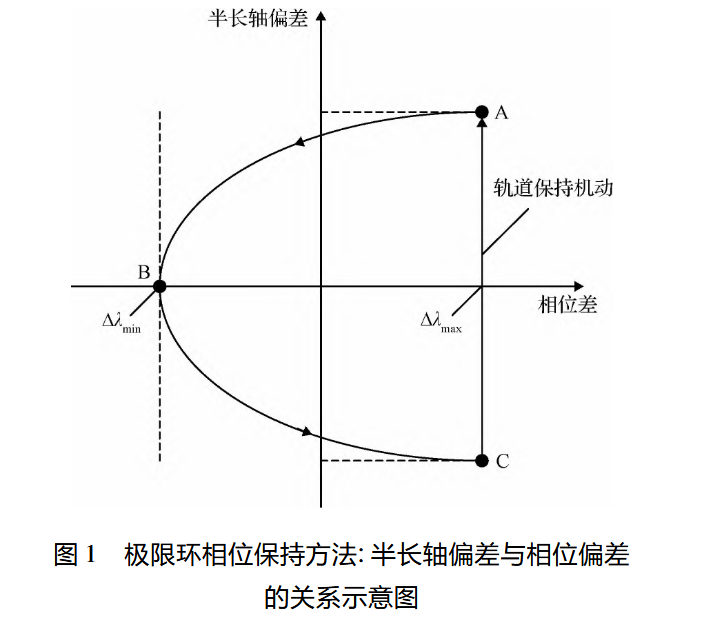 半长轴偏差
A
轨道保持机动
B
相位差
Δλmin
Δλmax
C
图 1 极限环相位保持方法: 半长轴偏差与相位偏差
的关系示意图